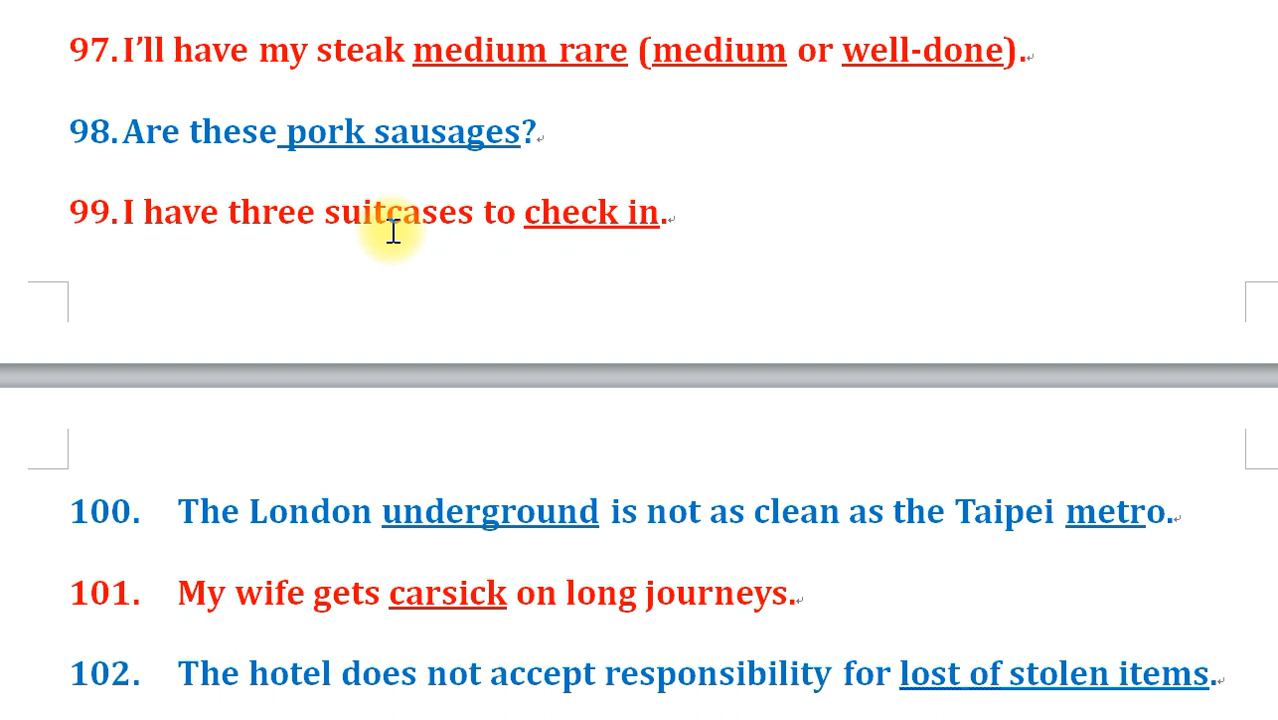 97. I’ll have my steak medium rare (medium or well-done).
98. Are these pork sausages?
99. I have three suitcases to check in.
100. The London underground is not as clean as the Taipei metro.
101. My wife gets carsick on long journeys.
102. The hotel does not accept responsibility for lost of stolen items.